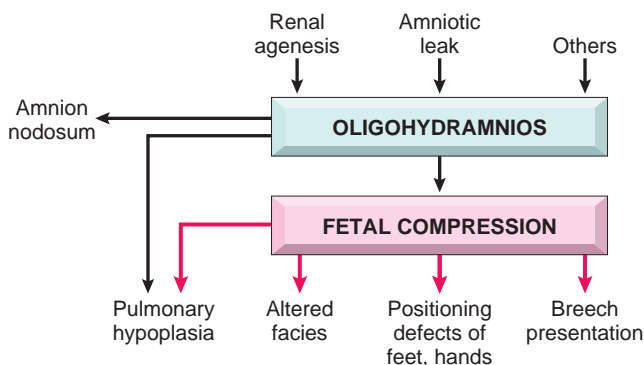 Renal
agenesis
Amniotic
leak
Others
Amnion
nodosum
OLIGOHYDRAMNIOS
FETAL COMPRESSION
Pulmonary
hypoplasia
Altered
facies
Positioning
defects of
feet, hands
Breech
presentation